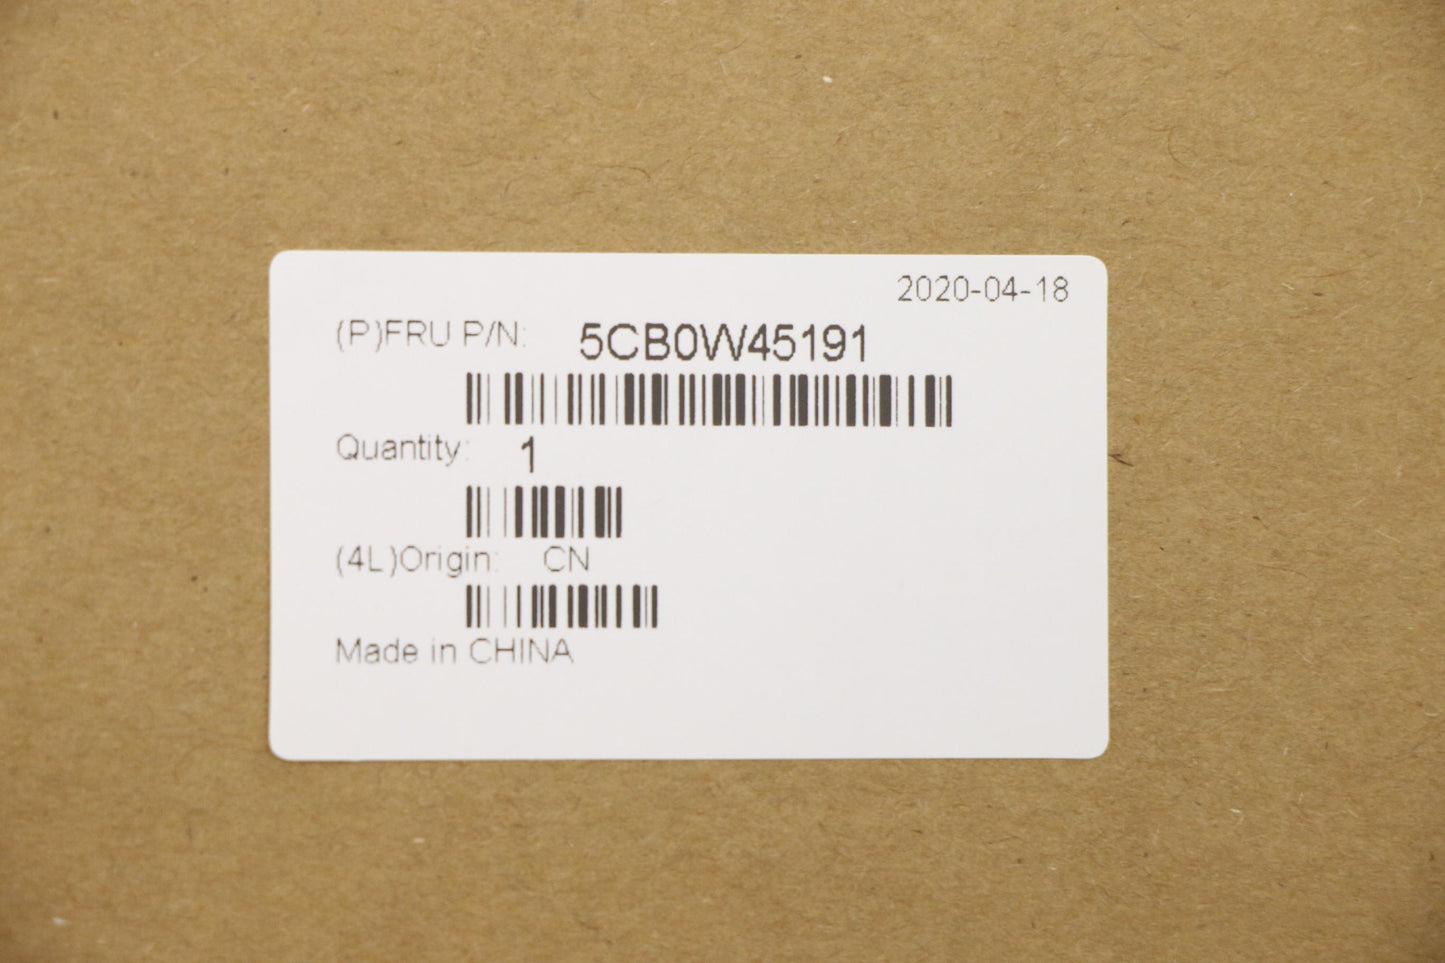 2020-04-18
(P)FRU P/N: 5CB0W45191
Quantity: 1
(4L)Origin: CN
Made in CHINA